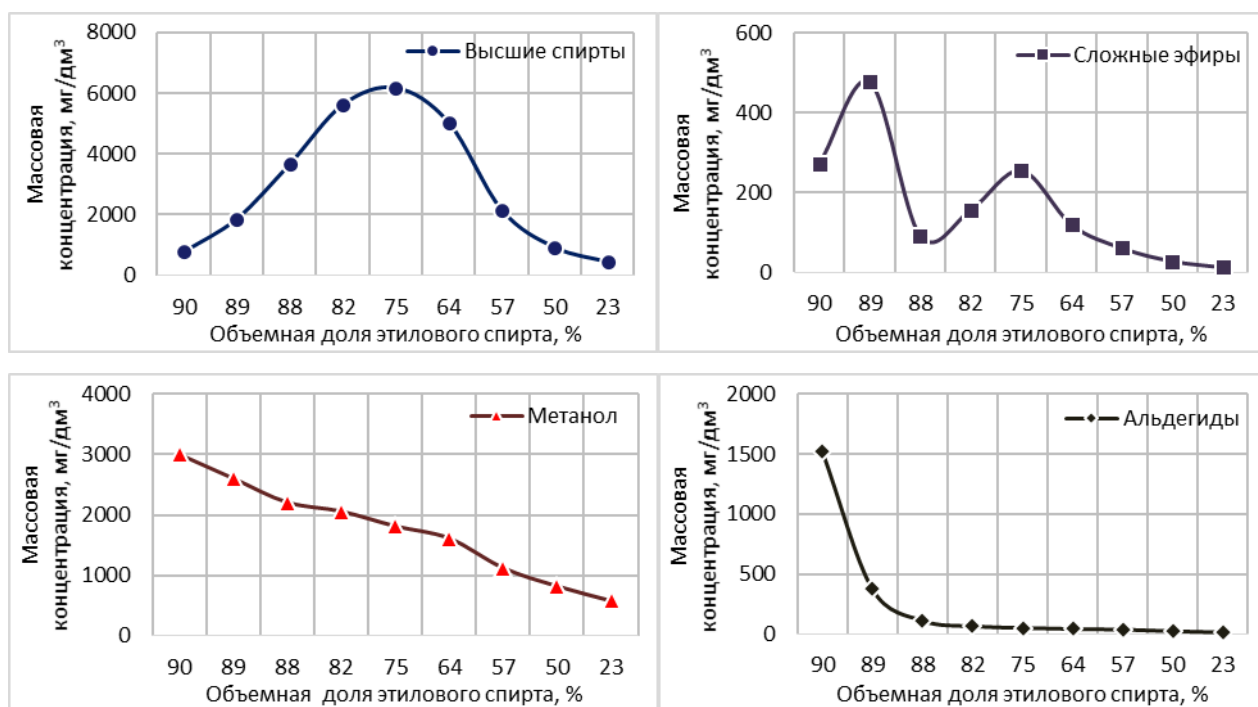 Массовая
концентрация, мг/дм³
8000
6000
4000
2000
0
Высшие спирты
90 89 88 82 75 64 57 50 23
Объемная доля этилового спирта, %
Массовая
концентрация, мг/дм³
600
400
200
0
Сложные эфиры
90 89 88 82 75 64 57 50 23
Объемная доля этилового спирта, %
Массовая
концентрация, мг/дм³
4000
3000
2000
1000
0
Метанол
90 89 88 82 75 64 57 50 23
Объемная доля этилового спирта, %
Массовая
концентрация, мг/дм³
2000
1500
1000
500
0
Альдегиды
90 89 88 82 75 64 57 50 23
Объемная доля этилового спирта, %